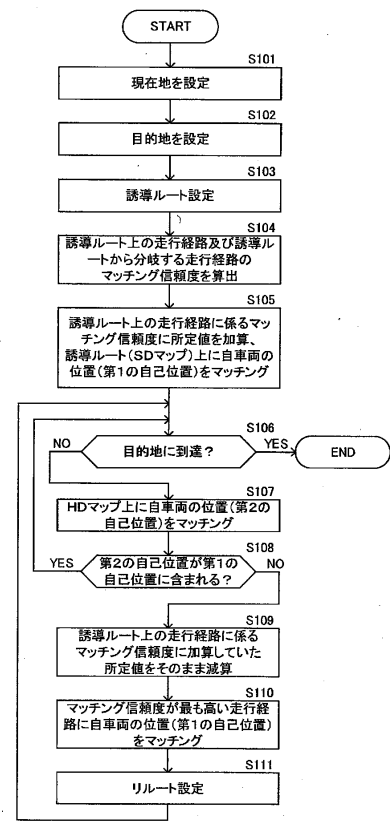 START
S101
現在地を設定
S102
目的地を設定
S103
誘導ルート設定
S104
誘導ルート上の走行経路及び誘導ル
ートから分岐する走行経路の
マッチング信頼度を算出
S105
誘導ルート上の走行経路に係るマッ
チング信頼度に所定値を加算、
誘導ルート(SDマップ)上に自車両の
位置(第1の自己位置)をマッチング
S106
NO
目的地に到達?
YES
END
S107
HDマップ上に自車両の位置(第2の
自己位置)をマッチング
S108
YES
第2の自己位置が第1の
自己位置に含まれる?
NO
S109
誘導ルート上の走行経路に係る
マッチング信頼度に加算していた
所定値をそのまま減算
S110
マッチング信頼度が最も高い走行経
路に自車両の位置(第1の自己位置)
をマッチング
S111
リルート設定